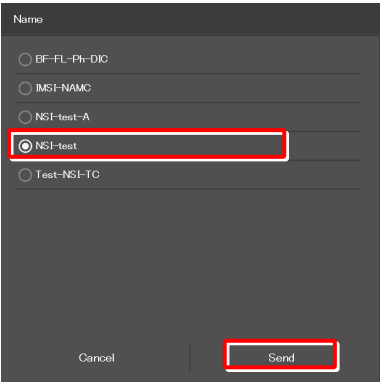 Name
BF-FL-Ph-DIC
IMSI-NAMC
NSI-test-A
NSI-test
Test-NSI-TC
Cancel
Send